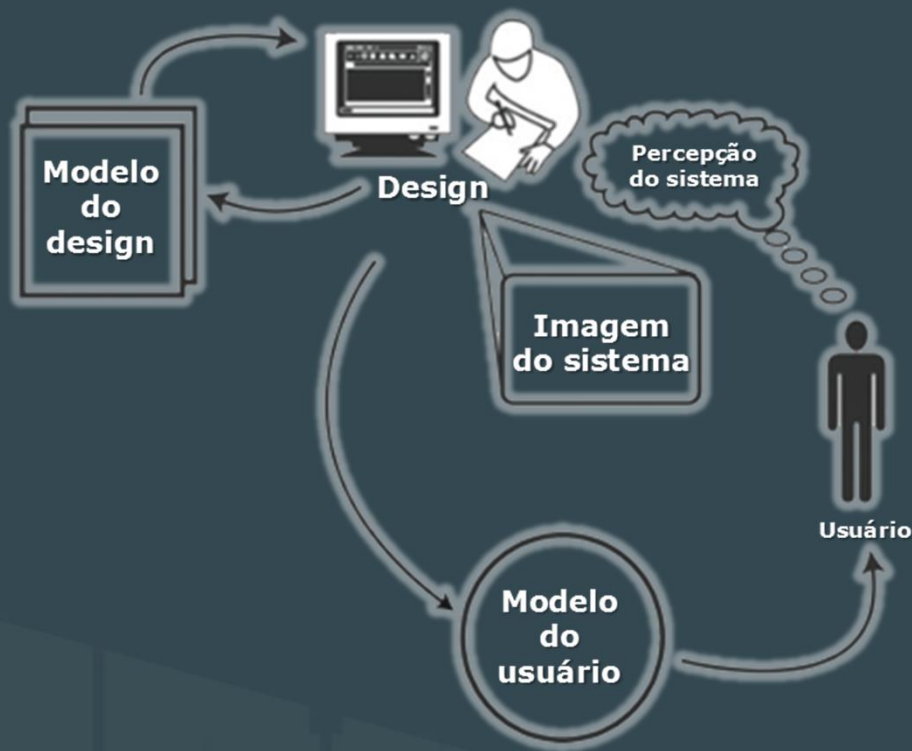 Modelo
do
design
Design
Percepção
do sistema
Imagem
do sistema
Usuário
Modelo
do
usuário